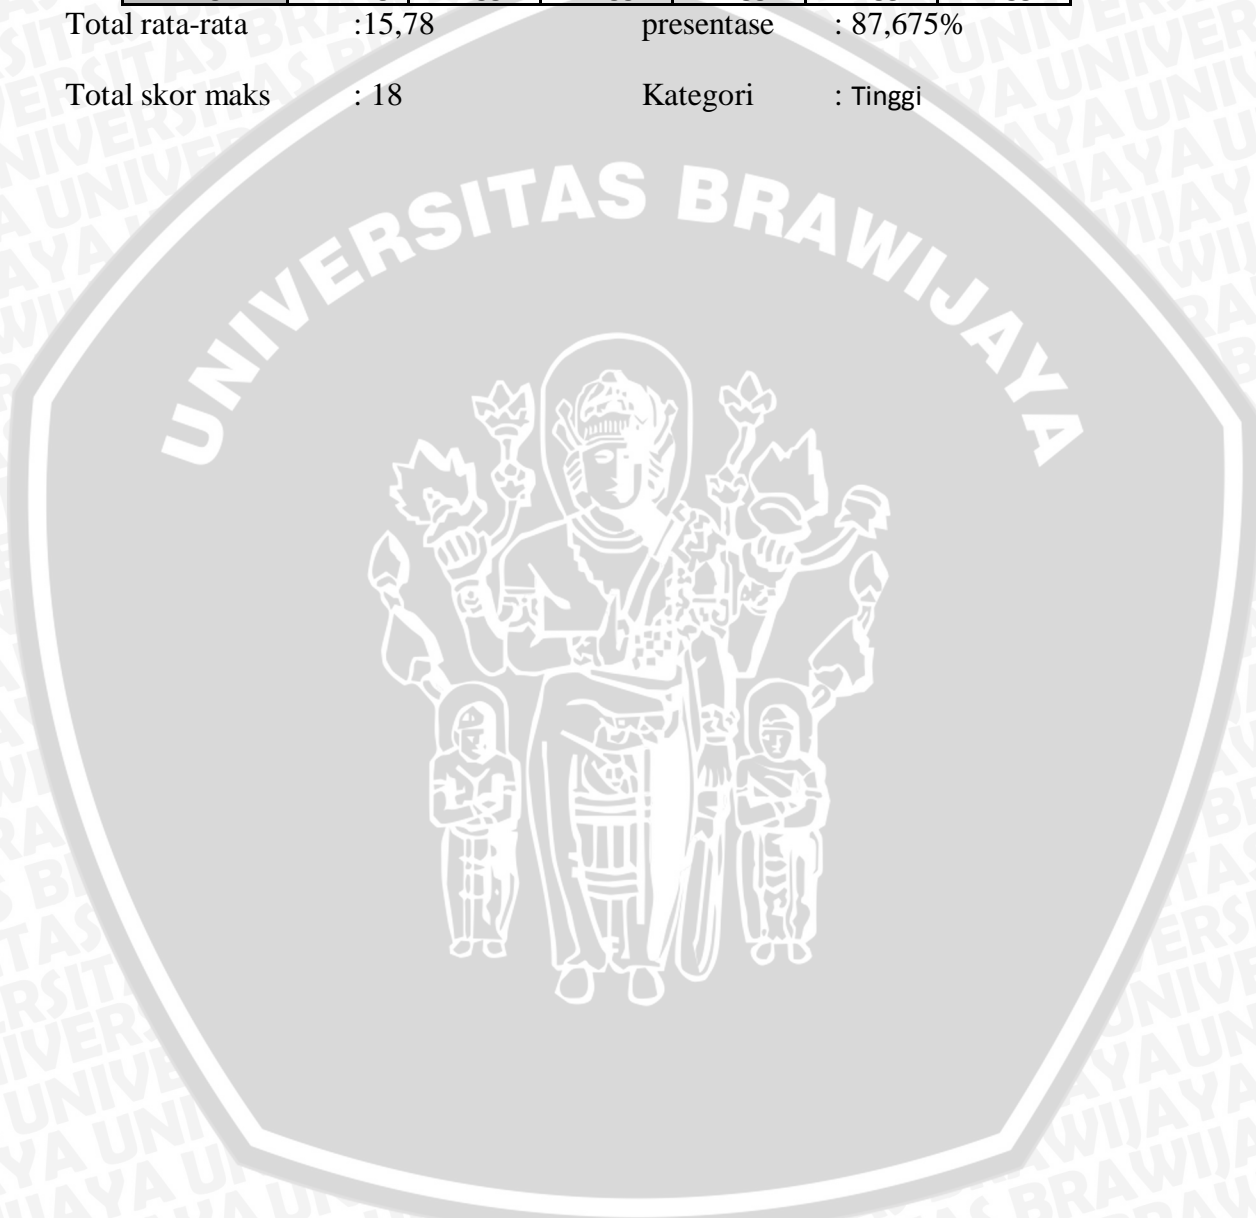 Total rata-rata :15,78 presentase : 87,675%
Total skor maks : 18 Kategori : Tinggi
UNIVERSITAS BRAWIJAYA